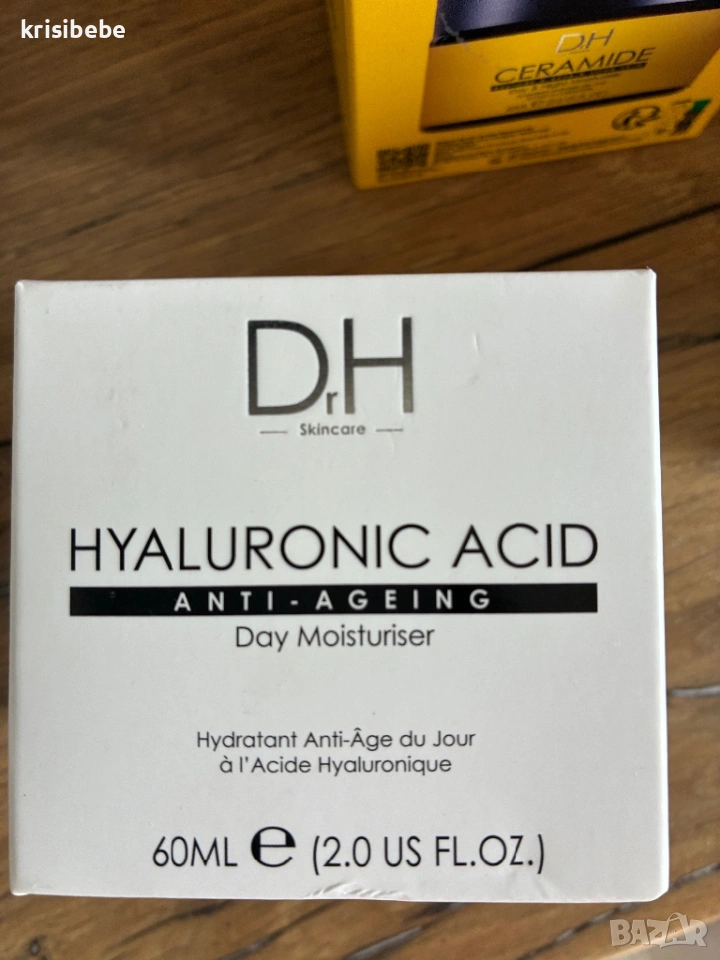 krisibebe
DrH
CERAMIDE
DrH
Skincare
HYALURONIC ACID
ANTI-AGEING
Day Moisturiser
Hydratant Anti-Âge du Jour
à l'Acide Hyaluronique
60ML e (2.0 US FL.OZ.)
BAZAR